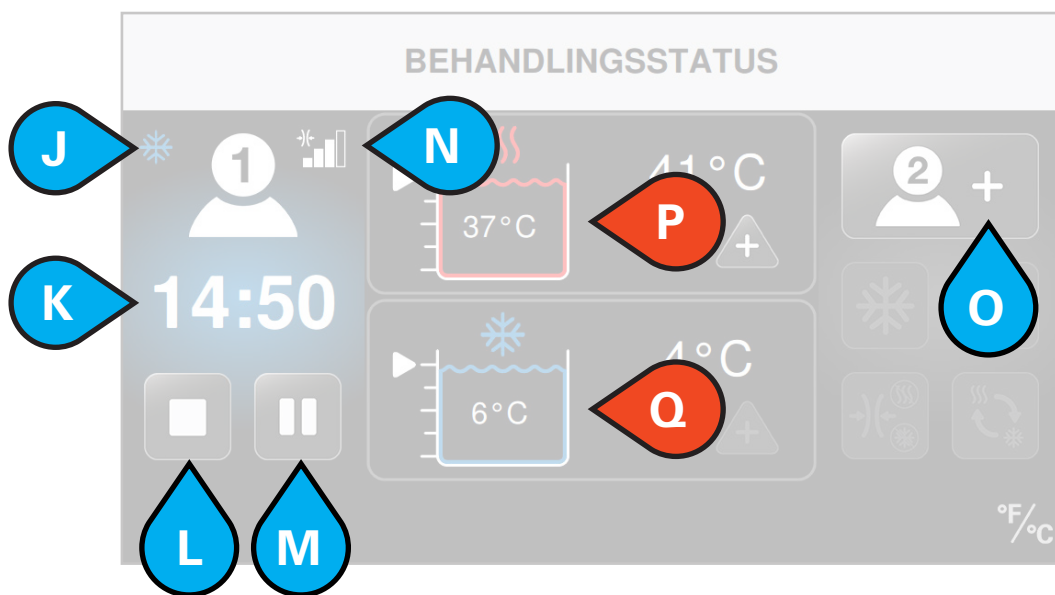 BEHANDLINGSSTATUS
J
1
N
41°C
37°C
P
+
2
+
K
14:50
O
4°C
6°C
Q
+
L
M
°F/°C